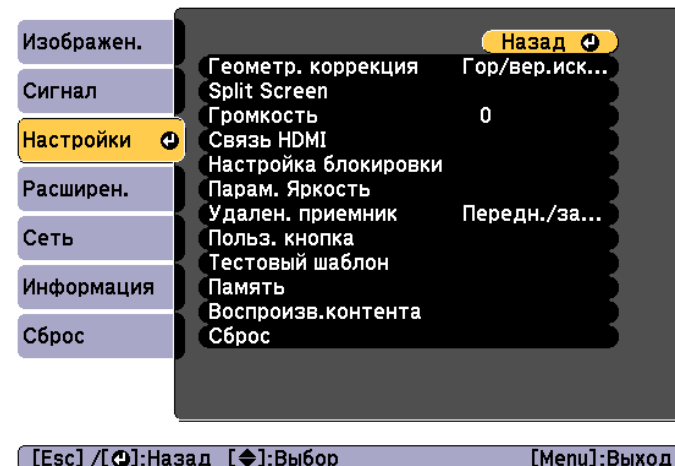 Изображен.
Сигнал
Настройки
Расширен.
Сеть
Информация
Сброс
Назад
Геометр. коррекция Гор/вер.иск...
Split Screen
Громкость 0
Связь HDMI
Настройка блокировки
Парам. Яркость
Удален. приемник Передн./за...
Польз. кнопка
Тестовый шаблон
Память
Воспроизв.контента
Сброс
[Esc] /[⏎]:Назад [◆]:Выбор [Menu]:Выход